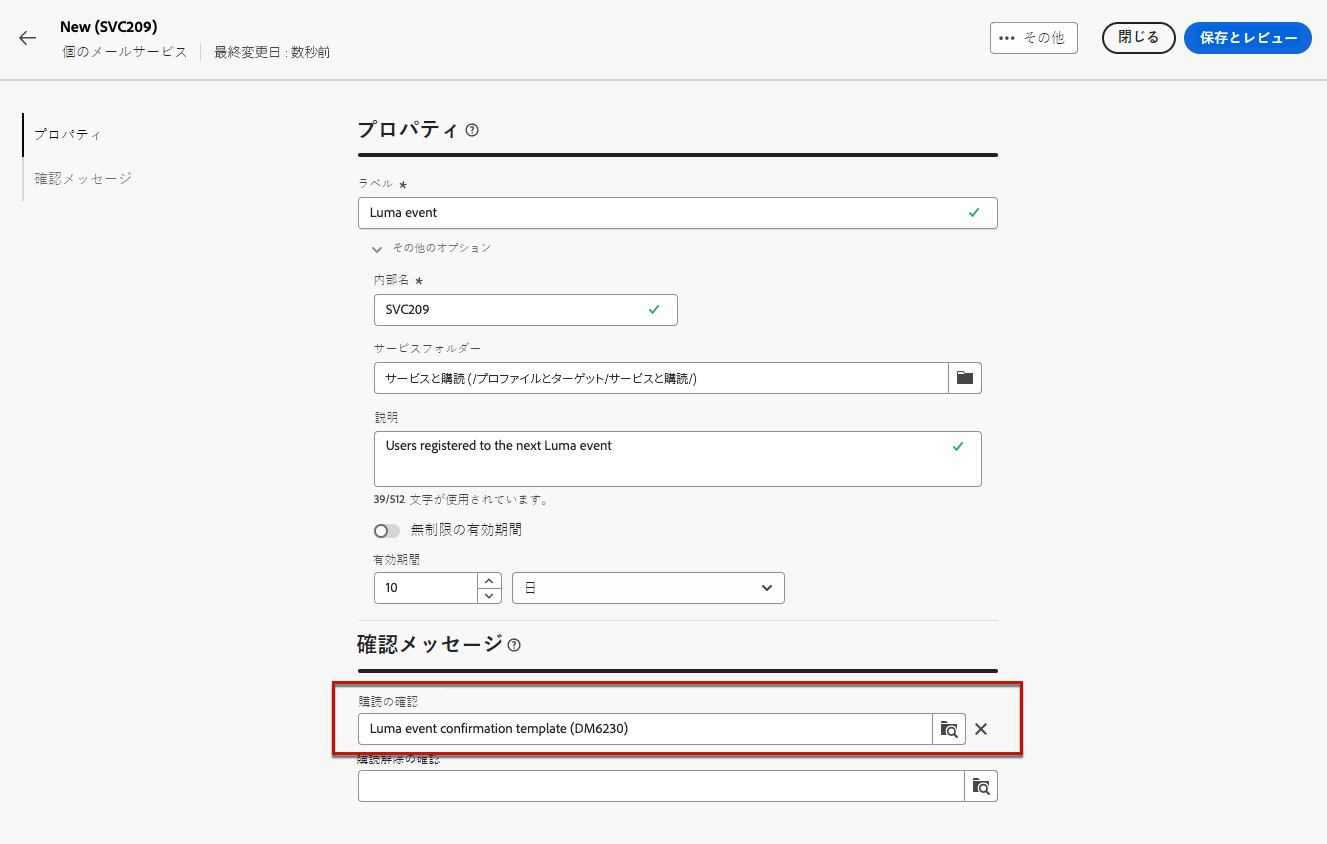 New (SVC209)
個のメールサービス 最終変更日 : 数秒前
••• その他
閉じる
保存とレビュー
プロパティ
確認メッセージ
プロパティ
ラベル *
Luma event
その他のオプション
内部名 *
SVC209
サービスフォルダー
サービスと購読 (/プロファイルとターゲット/サービスと購読/)
説明
Users registered to the next Luma event
39/512 文字が使用されています。
無制限の有効期間
有効期間
10 日
確認メッセージ
購読の確認
Luma event confirmation template (DM6230)
購読解除の確認